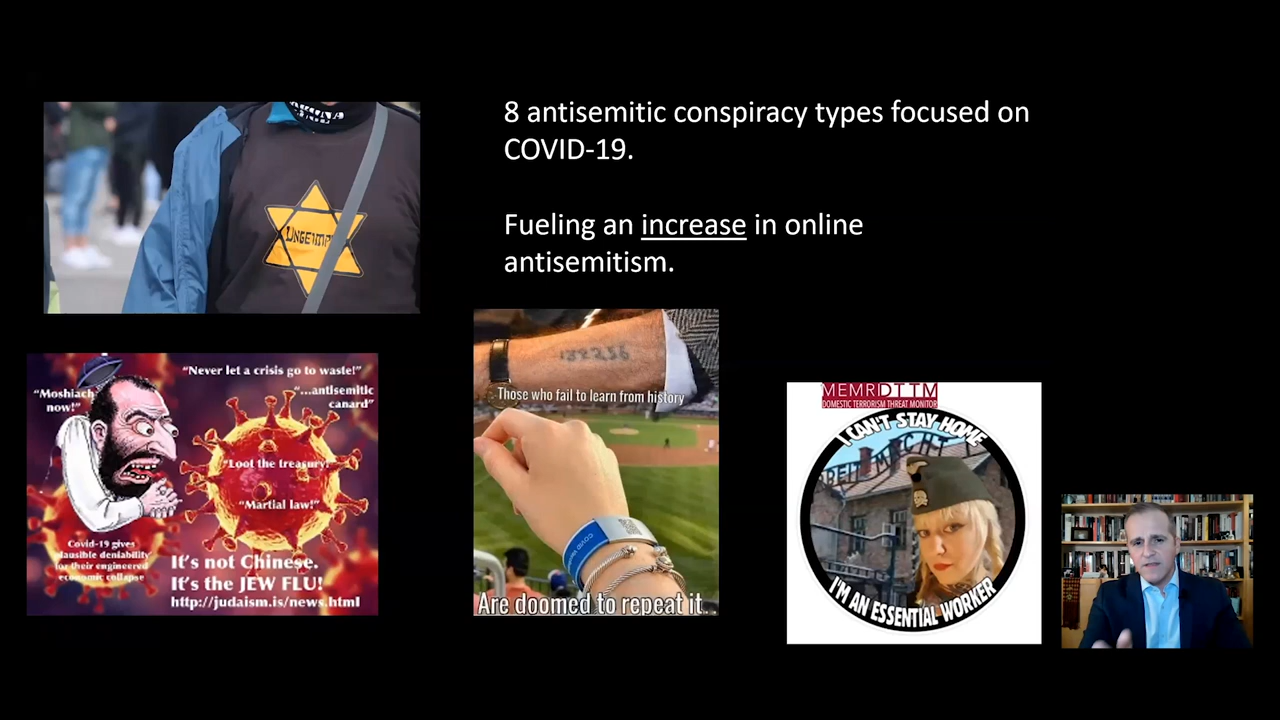 8 antisemitic conspiracy types focused on
COVID-19.
Fueling an increase in online
antisemitism.
132256
Those who fail to learn from history
Are doomed to repeat it.
COVID
"Moshiach
now!"
"Never let a crisis go to waste!"
"...antisemitic
canard"
"Loot the treasury!"
"Martial law!"
Covid-19 gives
plausible deniability
for their engineered
economic collapse
It's not Chinese.
It's the JEW FLU!
http://judaism.is/news.html
MEMRI DTTM
DOMESTIC TERRORISM THREAT MONITOR
I CAN'T STAY HOME
I'M AN ESSENTIAL WORKER